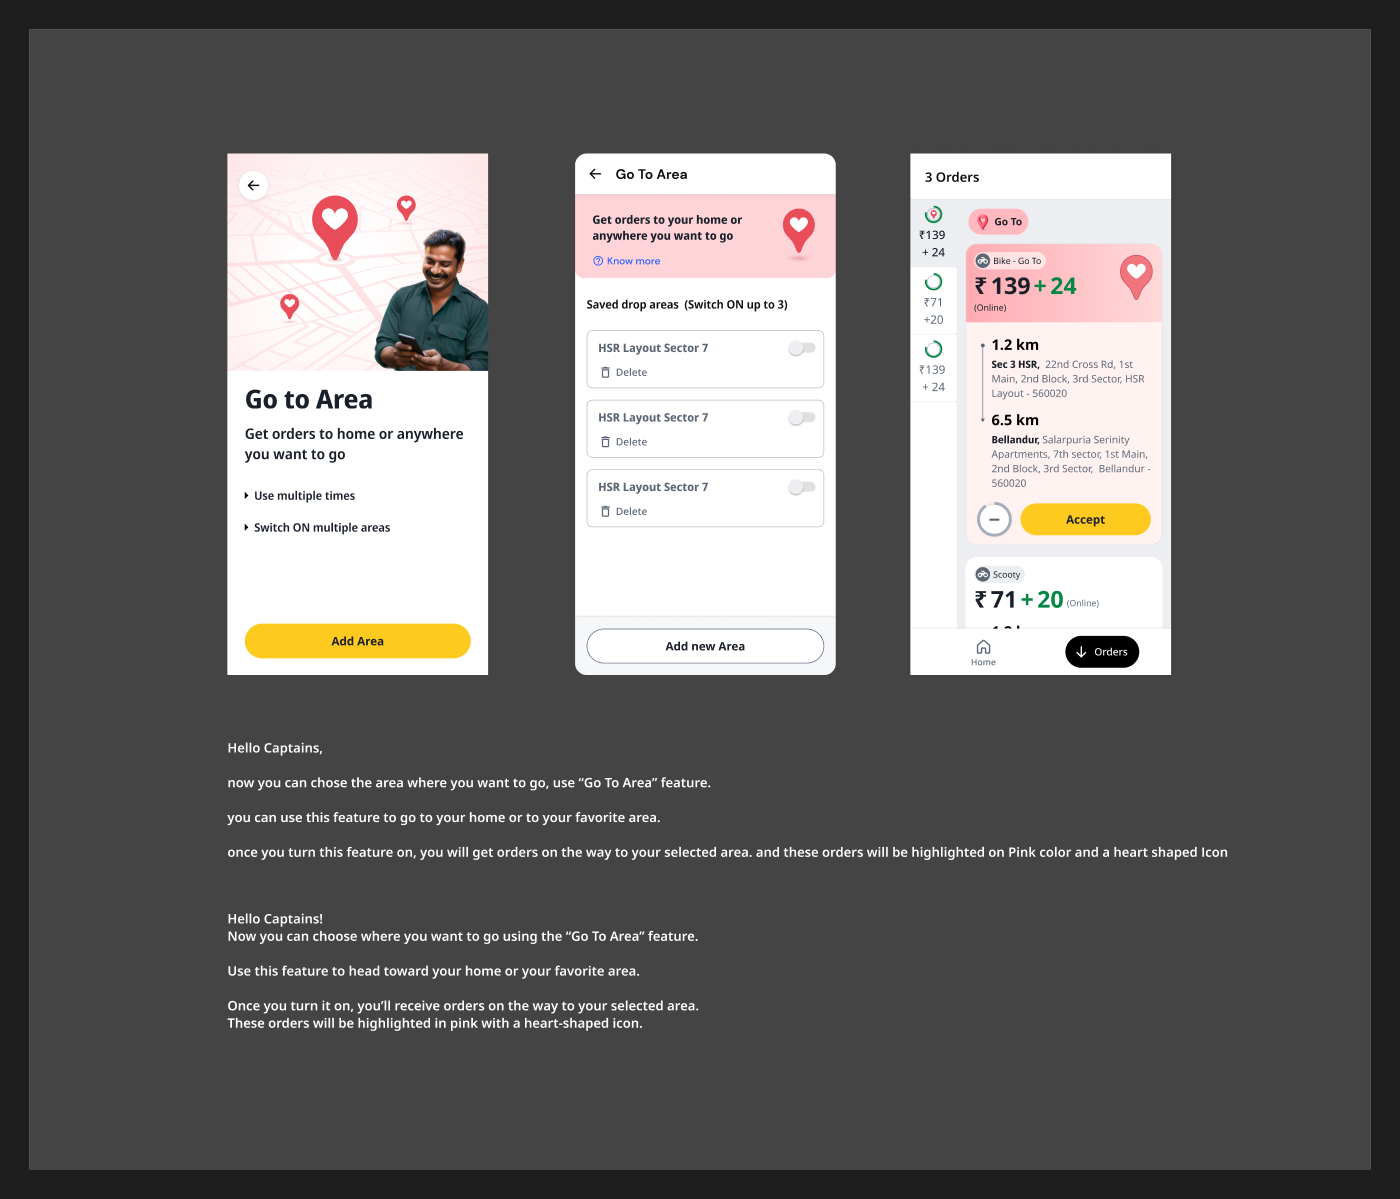 Go to Area
Get orders to home or anywhere
you want to go
Use multiple times
Switch ON multiple areas
Add Area
Go To Area
Get orders to your home or
anywhere you want to go
Know more
Saved drop areas (Switch ON up to 3)
HSR Layout Sector 7
Delete
HSR Layout Sector 7
Delete
HSR Layout Sector 7
Delete
Add new Area
3 Orders
₹139
+ 24
₹71
+20
₹139
+ 24
Go To
Bike - Go To
₹ 139 + 24
(Online)
1.2 km
Sec 3 HSR, 22nd Cross Rd, 1st
Main, 2nd Block, 3rd Sector, HSR
Layout - 560020
6.5 km
Bellandur, Salarpuria Serinity
Apartments, 7th sector, 1st Main,
2nd Block, 3rd Sector, Bellandur -
560020
Accept
Scooty
₹ 71 + 20 (Online)
Home
Orders
Hello Captains,
now you can chose the area where you want to go, use “Go To Area” feature.
you can use this feature to go to your home or to your favorite area.
once you turn this feature on, you will get orders on the way to your selected area. and these orders will be highlighted on Pink color and a heart shaped Icon
Hello Captains!
Now you can choose where you want to go using the “Go To Area” feature.
Use this feature to head toward your home or your favorite area.
Once you turn it on, you’ll receive orders on the way to your selected area.
These orders will be highlighted in pink with a heart-shaped icon.